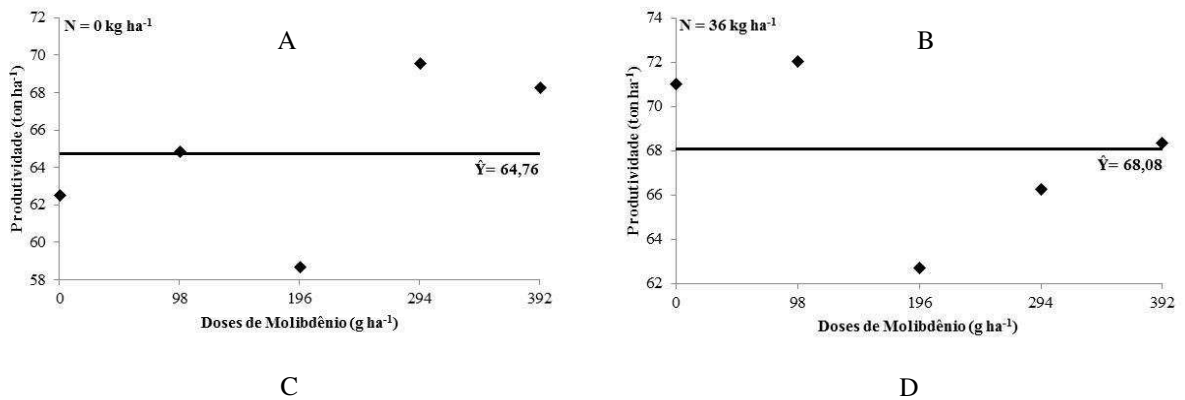 N = 0 kg ha⁻¹
A
Produtividade (ton ha⁻¹)
72
70
68
66
64
62
60
58
Ŷ= 64,76
0 98 196 294 392
Doses de Molibdênio (g ha⁻¹)
N = 36 kg ha⁻¹
B
Produtividade (ton ha⁻¹)
74
72
70
68
66
64
62
Ŷ= 68,08
0 98 196 294 392
Doses de Molibdênio (g ha⁻¹)
C
D